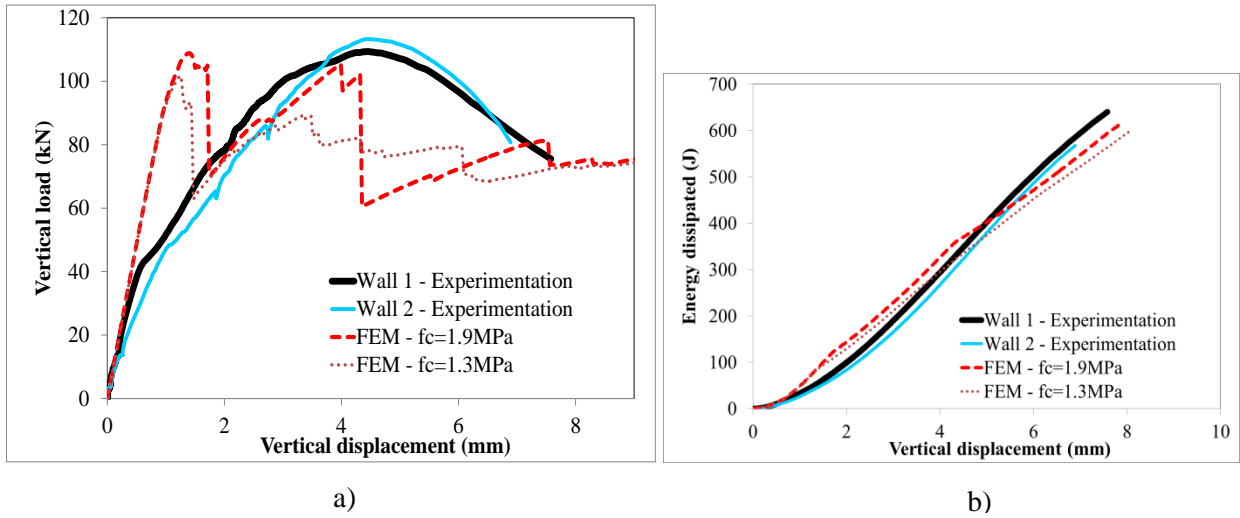 120
100
80
60
40
20
0
0
2
4
6
8
Vertical load (kN)
Vertical displacement (mm)
Wall 1 - Experimentation
Wall 2 - Experimentation
FEM - fc=1.9MPa
FEM - fc=1.3MPa
a)
700
600
500
400
300
200
100
0
0
2
4
6
8
10
Energy dissipated (J)
Vertical displacement (mm)
Wall 1 - Experimentation
Wall 2 - Experimentation
FEM - fc=1.9MPa
FEM - fc=1.3MPa
b)